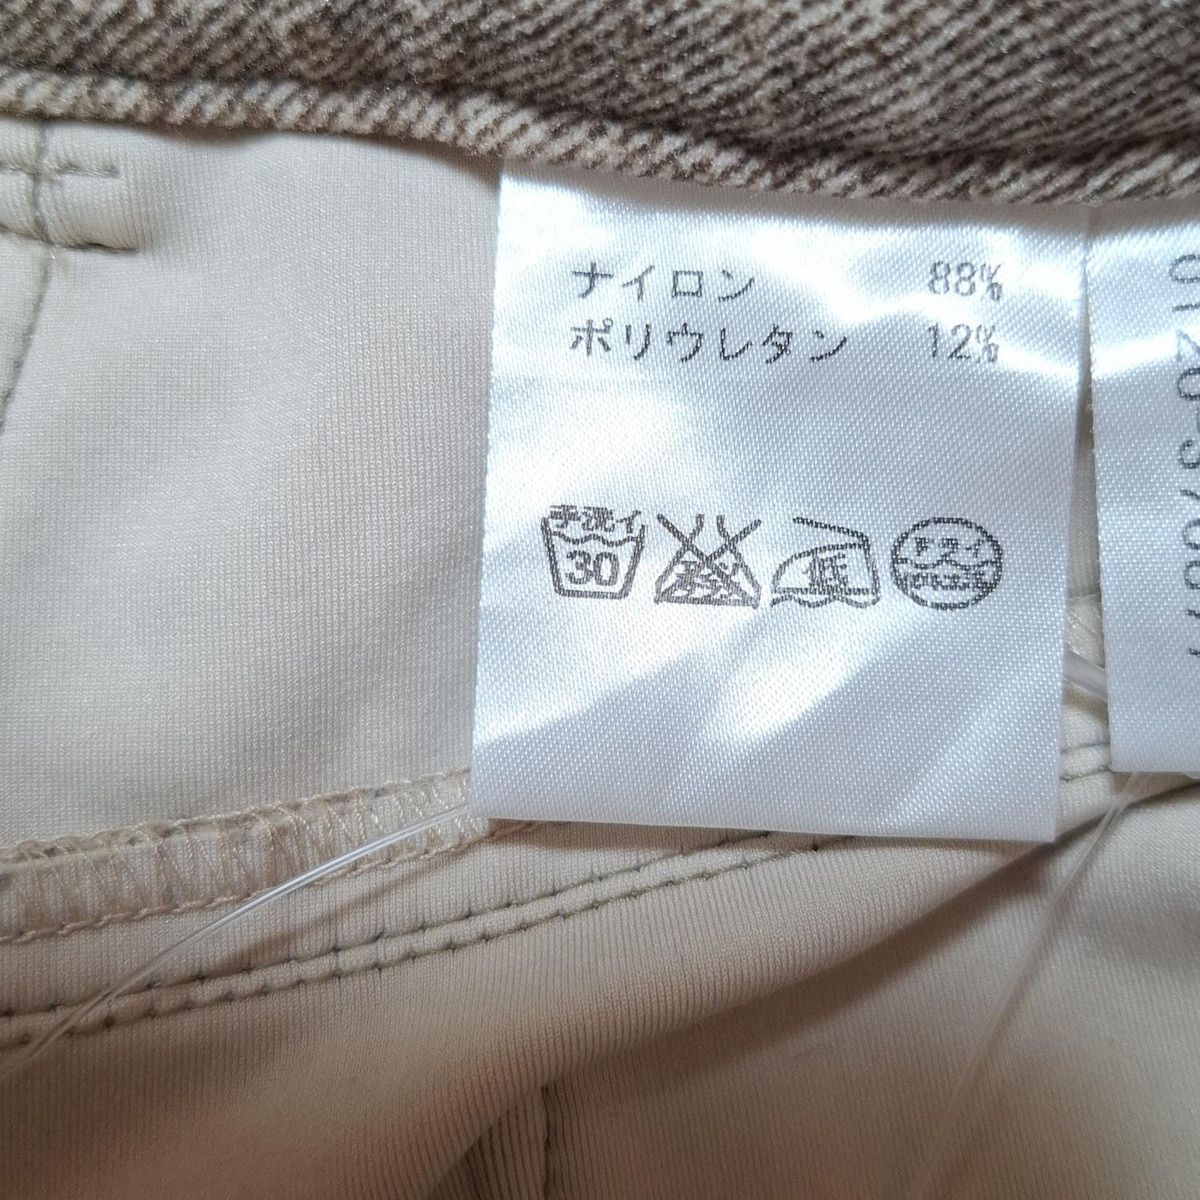 ナイロン 88%
ポリウレタン 12%
手洗イ
30
低
ドライ